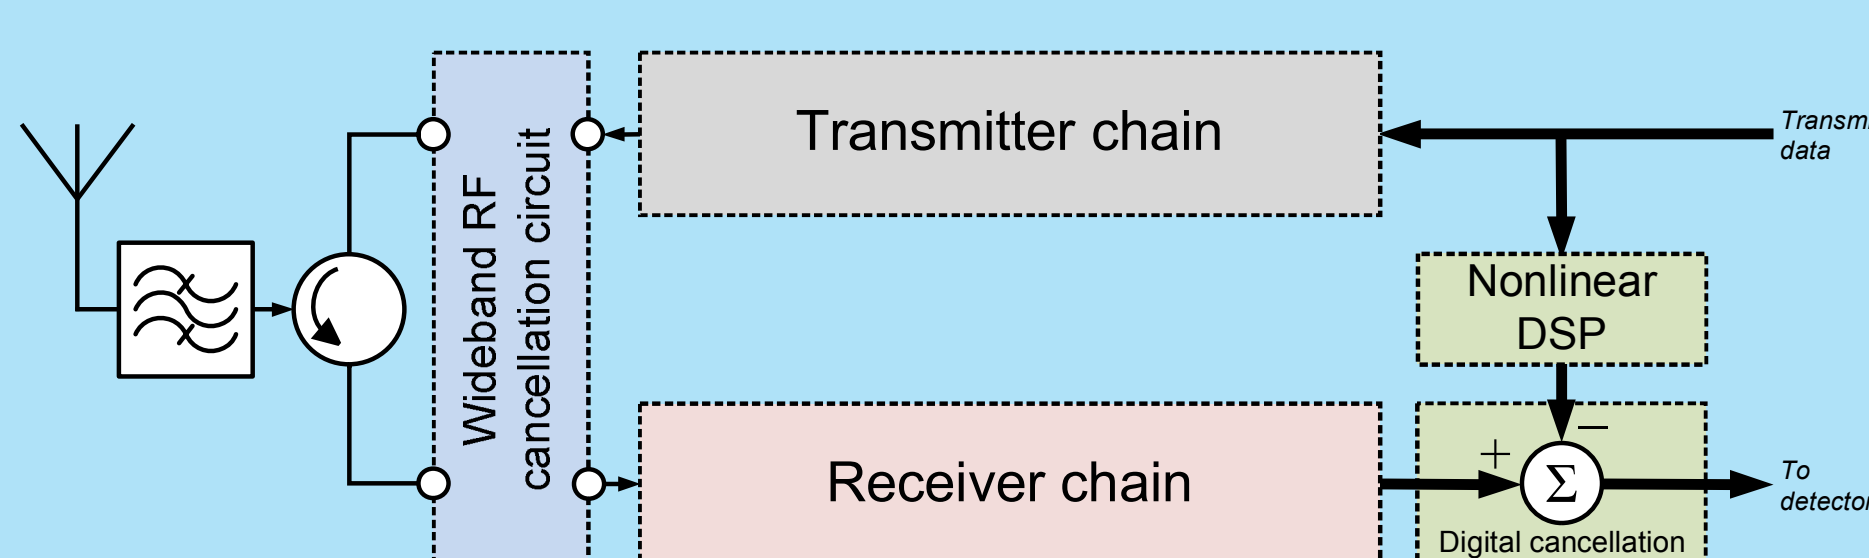 Transmitter chain
data
Wideband RF
cancellation circuit
Nonlinear
DSP
Receiver chain
+
−
Σ
To
Digital cancellation